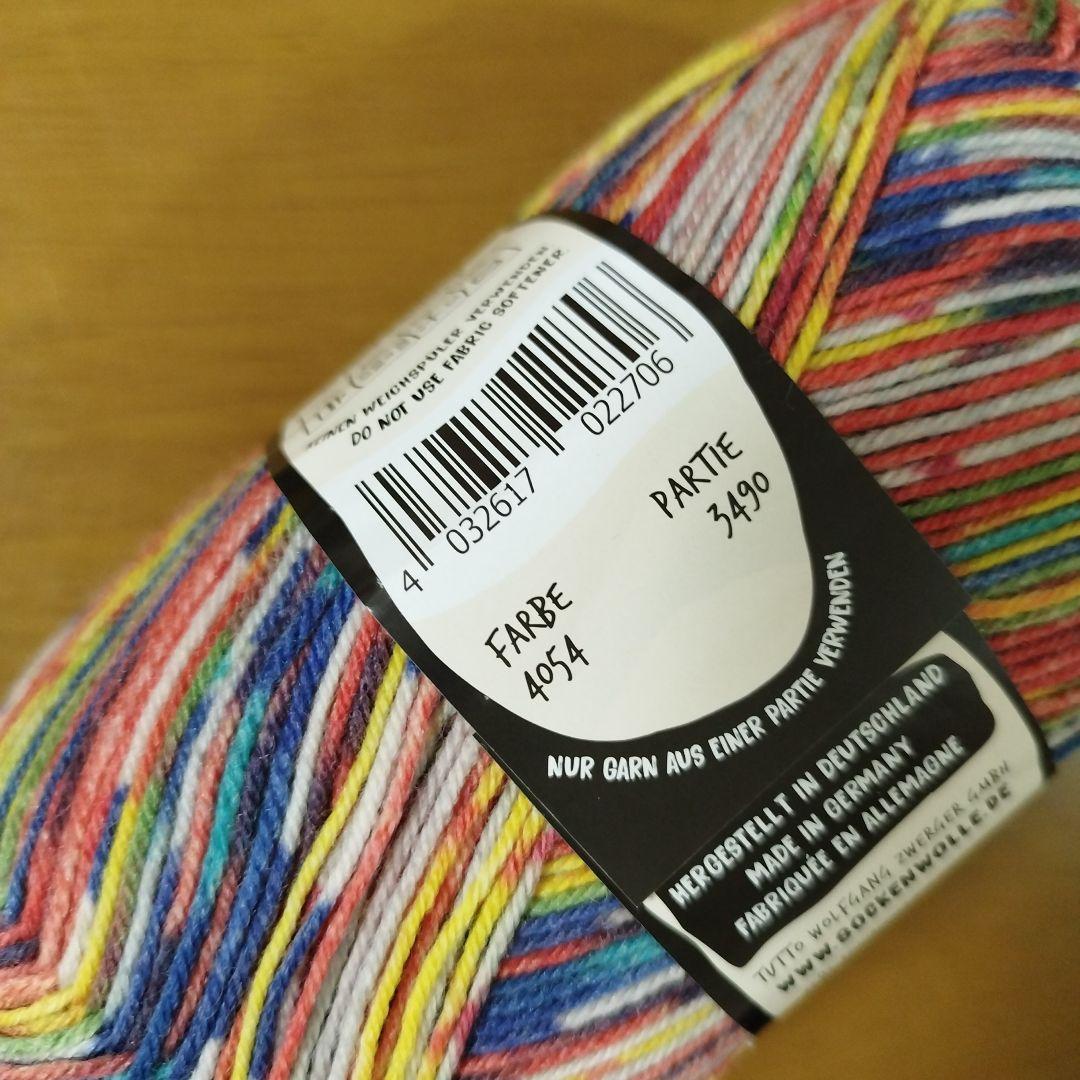 KEINEN WEICHSPÜLER VERWENDEN
DO NOT USE FABRIC SOFTENER
4 032617 022706
PARTIE
3490
FARBE
4054
NUR GARN AUS EINER PARTIE VERWENDEN
HERGESTELLT IN DEUTSCHLAND
MADE IN GERMANY
FABRIQUÉE EN ALLEMAGNE
TUTTO WOLFGANG ZWERGER GMBH
WWW.SOCKENWOLLE.DE